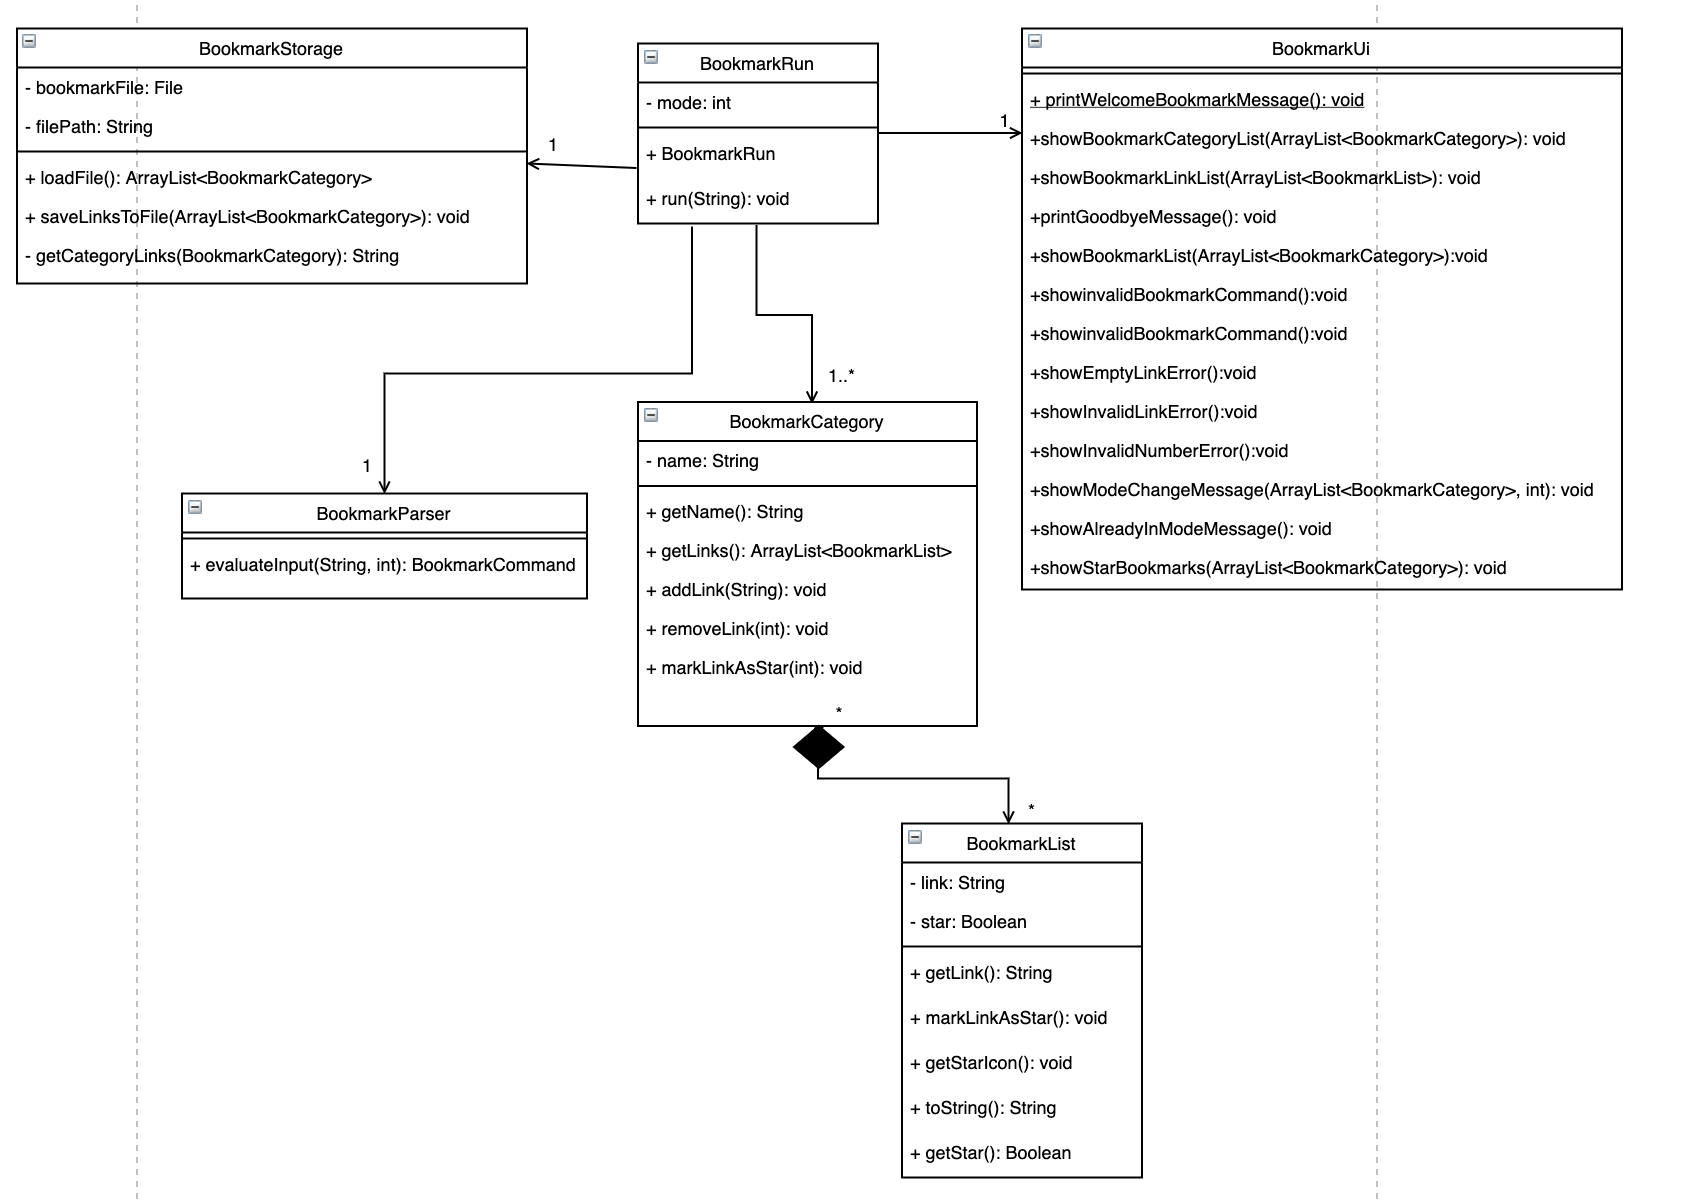 BookmarkStorage
- bookmarkFile: File
- filePath: String
+ loadFile(): ArrayList<BookmarkCategory>
+ saveLinksToFile(ArrayList<BookmarkCategory>): void
- getCategoryLinks(BookmarkCategory): String
1
BookmarkRun
- mode: int
+ BookmarkRun
+ run(String): void
1
BookmarkUi
+ printWelcomeBookmarkMessage(): void
+showBookmarkCategoryList(ArrayList<BookmarkCategory>): void
+showBookmarkLinkList(ArrayList<BookmarkList>): void
+printGoodbyeMessage(): void
+showBookmarkList(ArrayList<BookmarkCategory>):void
+showinvalidBookmarkCommand():void
+showinvalidBookmarkCommand():void
+showEmptyLinkError():void
+showInvalidLinkError():void
+showInvalidNumberError():void
+showModeChangeMessage(ArrayList<BookmarkCategory>, int): void
+showAlreadyInModeMessage(): void
+showStarBookmarks(ArrayList<BookmarkCategory>): void
1
BookmarkParser
+ evaluateInput(String, int): BookmarkCommand
1..*
BookmarkCategory
- name: String
+ getName(): String
+ getLinks(): ArrayList<BookmarkList>
+ addLink(String): void
+ removeLink(int): void
+ markLinkAsStar(int): void
*
*
BookmarkList
- link: String
- star: Boolean
+ getLink(): String
+ markLinkAsStar(): void
+ getStarIcon(): void
+ toString(): String
+ getStar(): Boolean